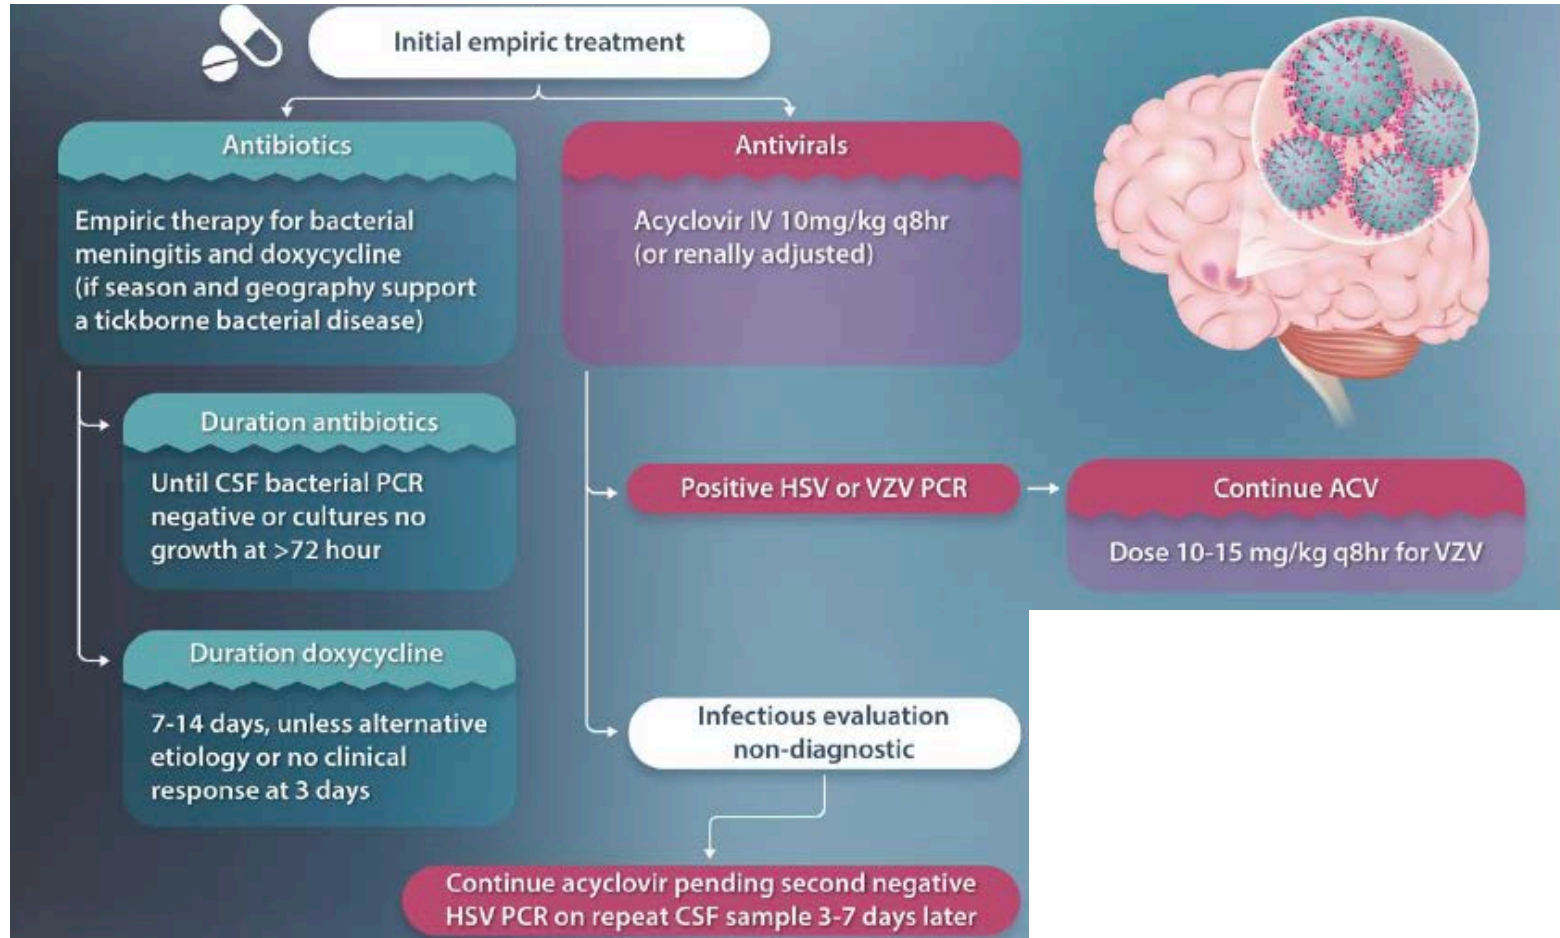 Initial empiric treatment
Antibiotics
Empiric therapy for bacterial
meningitis and doxycycline
(if season and geography support
a tickborne bacterial disease)
Duration antibiotics
Until CSF bacterial PCR
negative or cultures no
growth at >72 hour
Duration doxycycline
7-14 days, unless alternative
etiology or no clinical
response at 3 days
Antivirals
Acyclovir IV 10mg/kg q8hr
(or renally adjusted)
Positive HSV or VZV PCR
Continue ACV
Dose 10-15 mg/kg q8hr for VZV
Infectious evaluation
non-diagnostic
Continue acyclovir pending second negative
HSV PCR on repeat CSF sample 3-7 days later